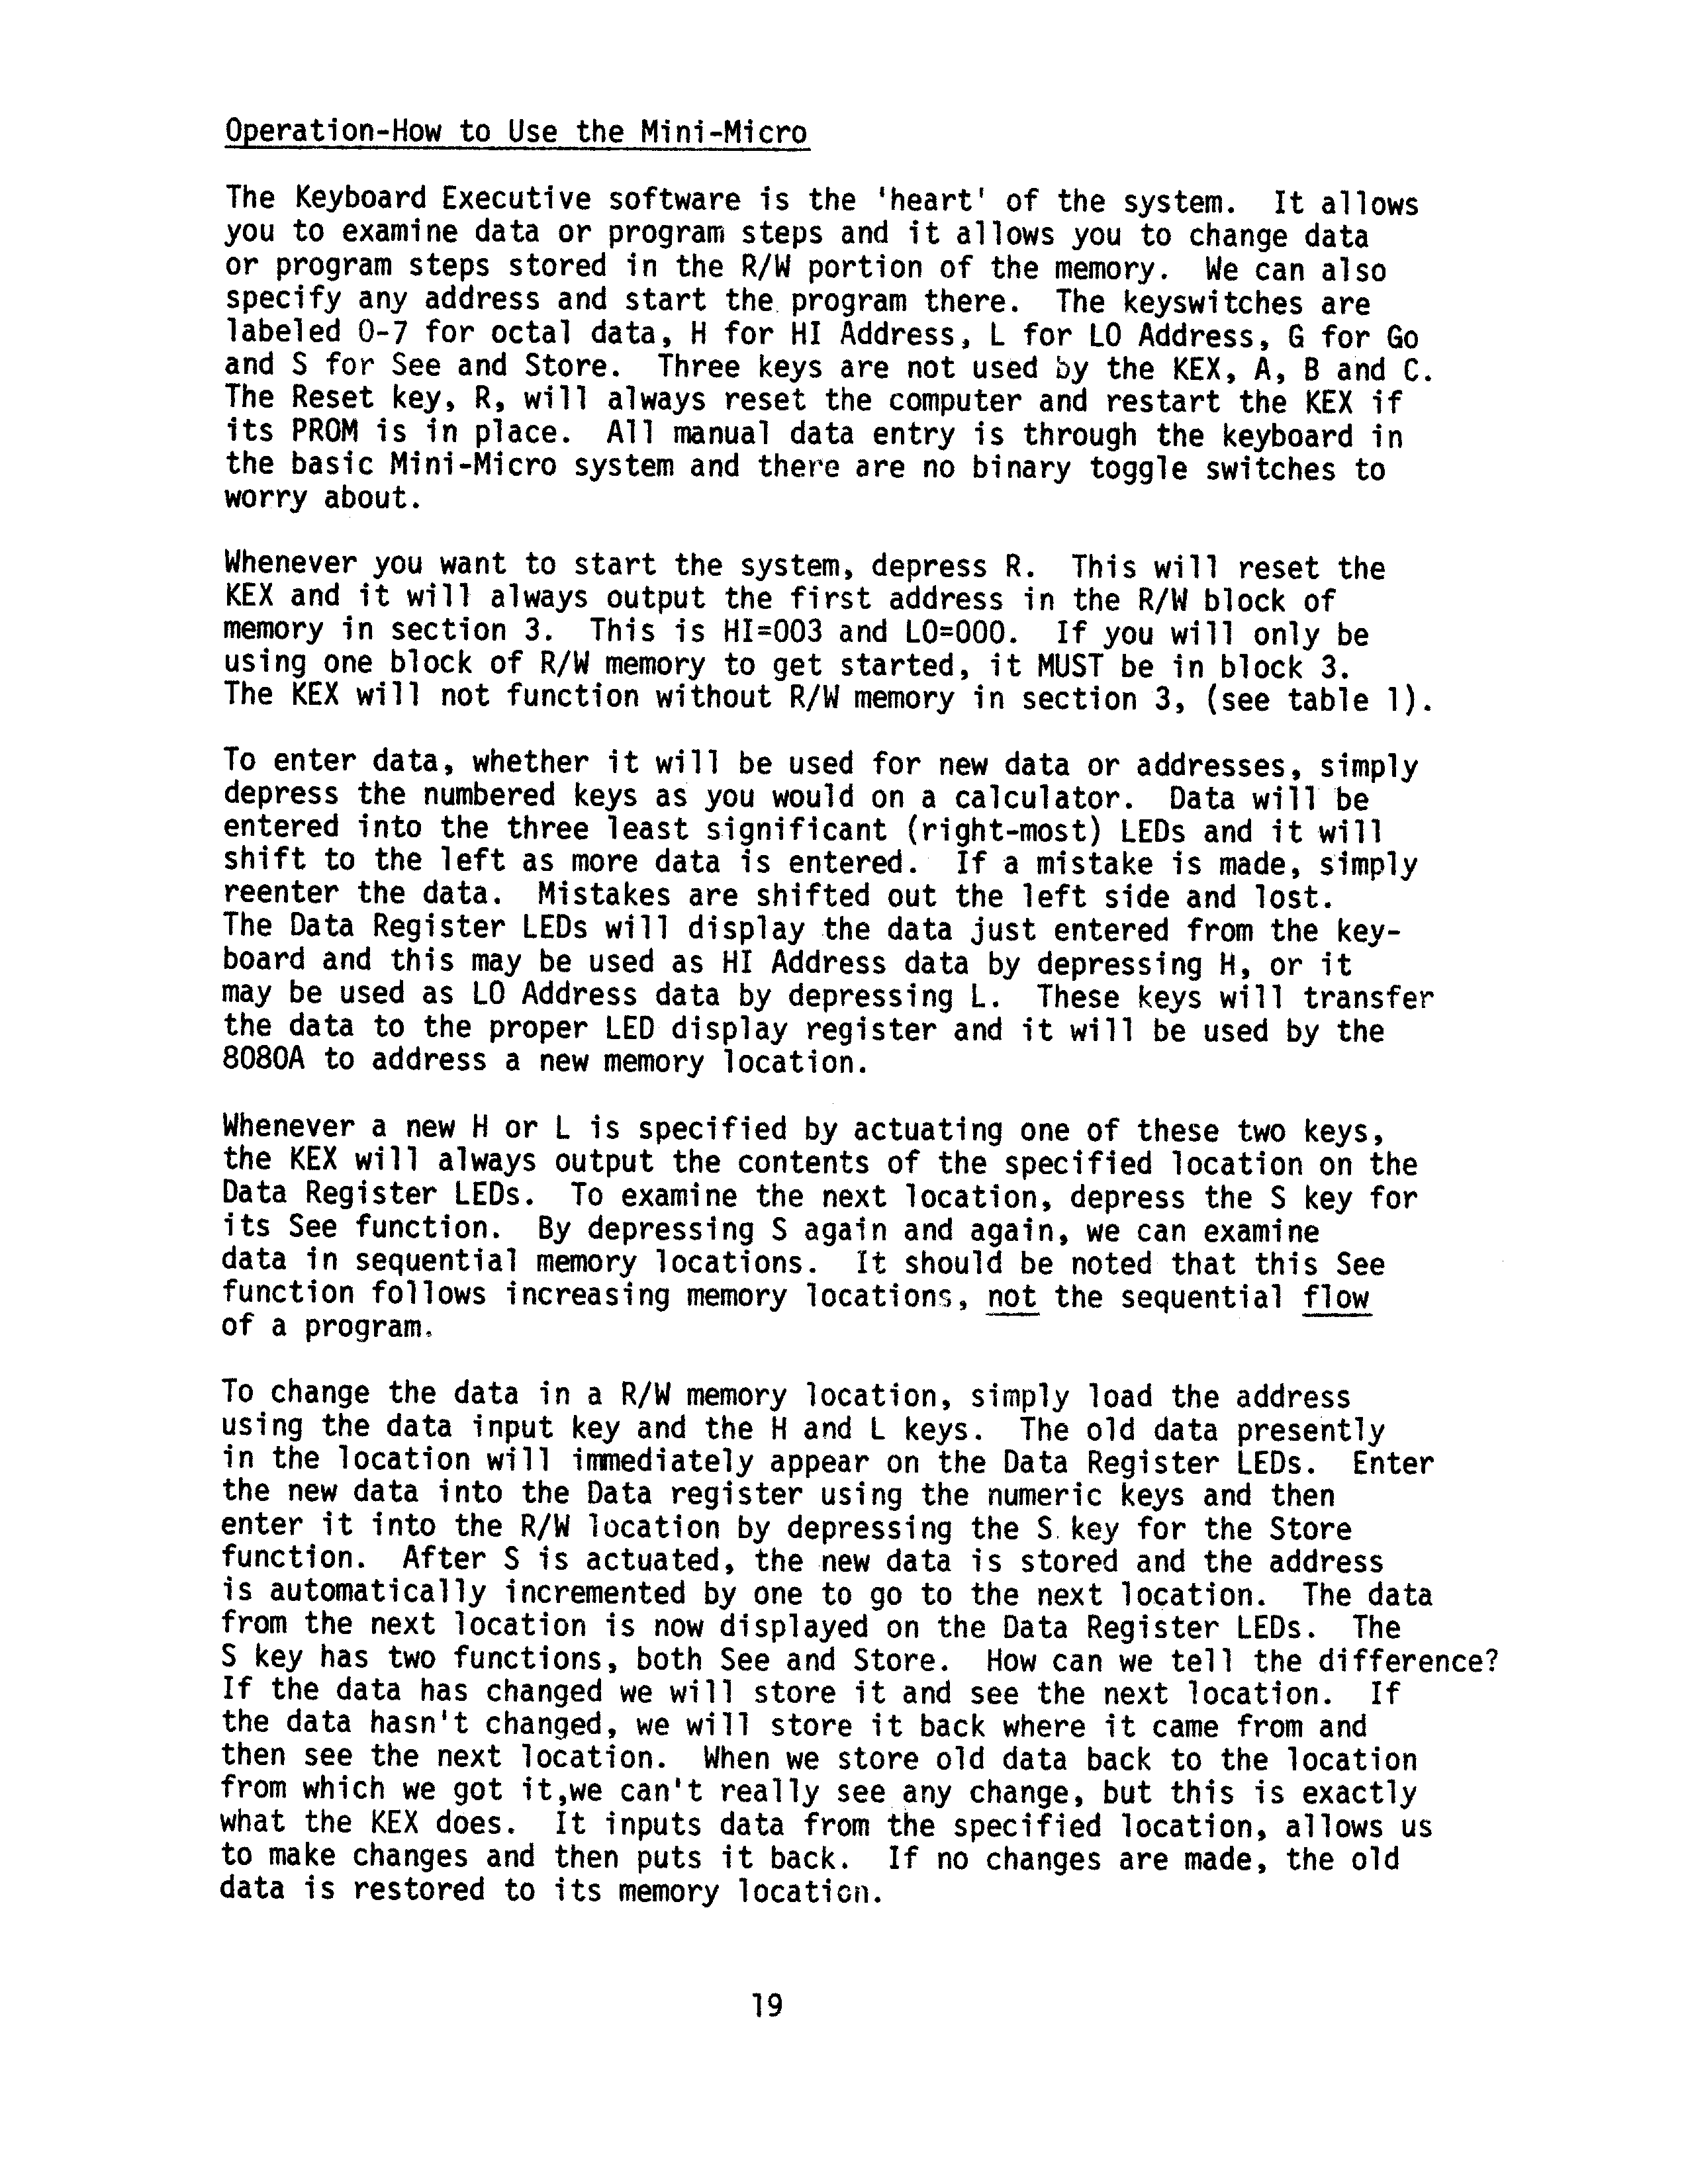 Operation-How to Use the Mini-Micro
The Keyboard Executive software is the 'heart' of the system. It allows
you to examine data or program steps and it allows you to change data
or program steps stored in the R/W portion of the memory. We can also
specify any address and start the program there. The keyswitches are
labeled 0-7 for octal data, H for HI Address, L for LO Address, G for Go
and S for See and Store. Three keys are not used by the KEX, A, B and C.
The Reset key, R, will always reset the computer and restart the KEX if
its PROM is in place. All manual data entry is through the keyboard in
the basic Mini-Micro system and there are no binary toggle switches to
worry about.
Whenever you want to start the system, depress R. This will reset the
KEX and it will always output the first address in the R/W block of
memory in section 3. This is HI=003 and LO=000. If you will only be
using one block of R/W memory to get started, it MUST be in block 3.
The KEX will not function without R/W memory in section 3, (see table 1).
To enter data, whether it will be used for new data or addresses, simply
depress the numbered keys as you would on a calculator. Data will be
entered into the three least significant (right-most) LEDs and it will
shift to the left as more data is entered. If a mistake is made, simply
reenter the data. Mistakes are shifted out the left side and lost.
The Data Register LEDs will display the data just entered from the key-
board and this may be used as HI Address data by depressing H, or it
may be used as LO Address data by depressing L. These keys will transfer
the data to the proper LED display register and it will be used by the
8080A to address a new memory location.
Whenever a new H or L is specified by actuating one of these two keys,
the KEX will always output the contents of the specified location on the
Data Register LEDs. To examine the next location, depress the S key for
its See function. By depressing S again and again, we can examine
data in sequential memory locations. It should be noted that this See
function follows increasing memory locations, not the sequential flow
of a program.
To change the data in a R/W memory location, simply load the address
using the data input key and the H and L keys. The old data presently
in the location will immediately appear on the Data Register LEDs. Enter
the new data into the Data register using the numeric keys and then
enter it into the R/W location by depressing the S key for the Store
function. After S is actuated, the new data is stored and the address
is automatically incremented by one to go to the next location. The data
from the next location is now displayed on the Data Register LEDs. The
S key has two functions, both See and Store. How can we tell the difference?
If the data has changed we will store it and see the next location. If
the data hasn't changed, we will store it back where it came from and
then see the next location. When we store old data back to the location
from which we got it,we can't really see any change, but this is exactly
what the KEX does. It inputs data from the specified location, allows us
to make changes and then puts it back. If no changes are made, the old
data is restored to its memory location.
19